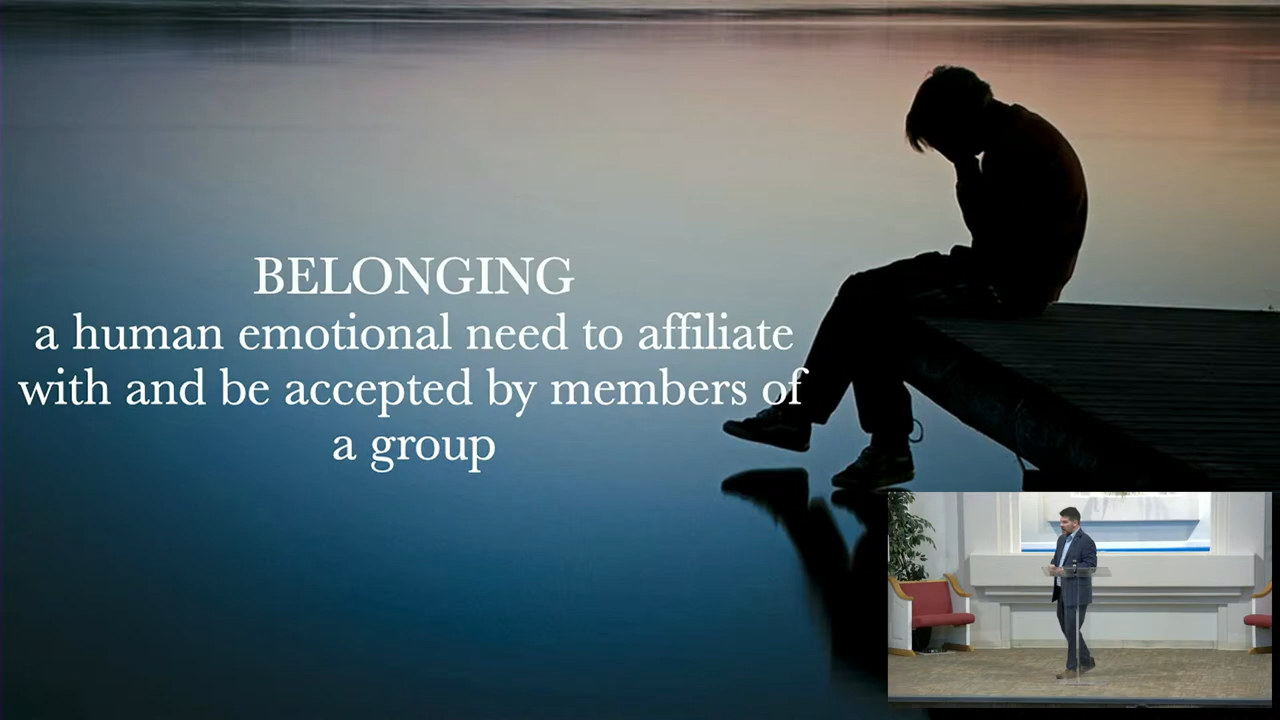 BELONGING
a human emotional need to affiliate
with and be accepted by members of
a group